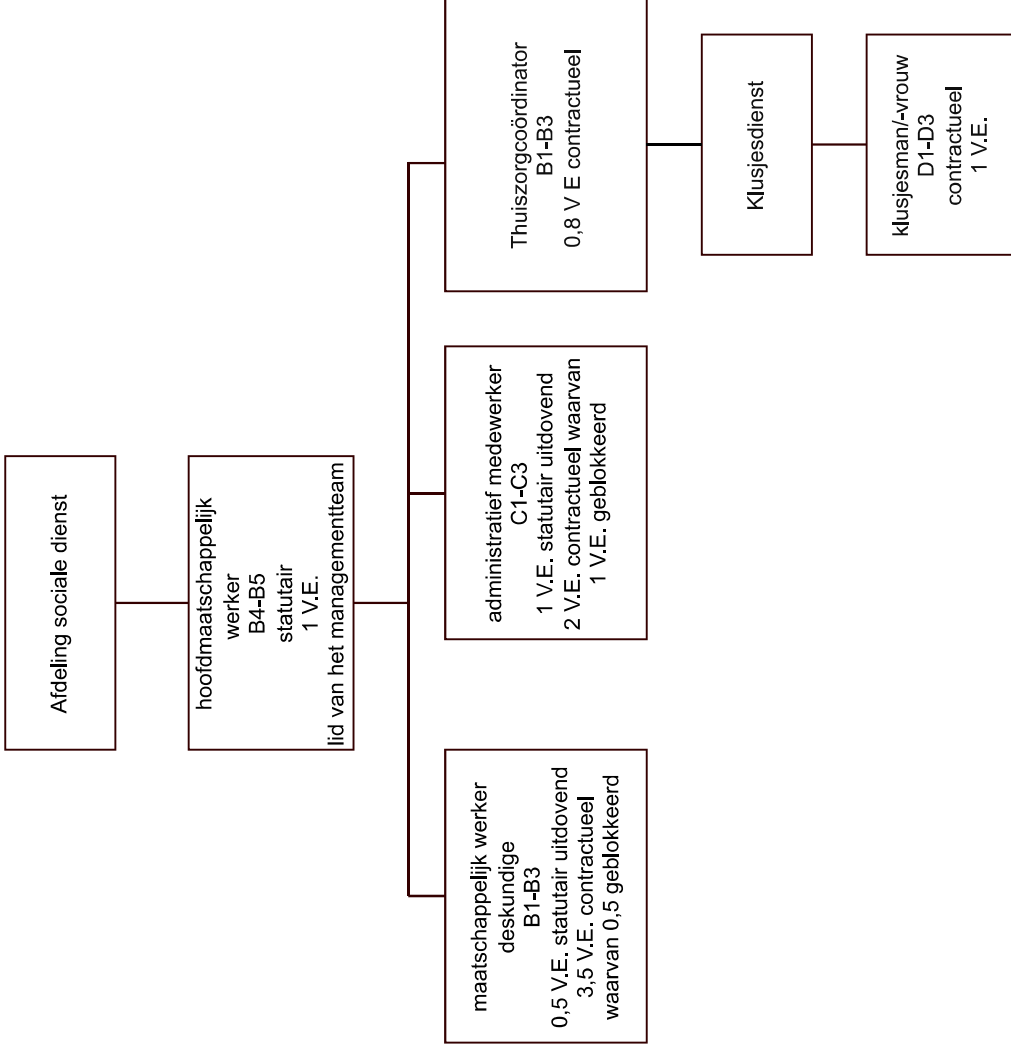 Afdeling sociale dienst
hoofdmaatschappelijk
werker
B4-B5
statutair
1 V.E.
lid van het managementteam
maatschappelijk werker
deskundige
B1-B3
0,5 V.E. statutair uitdovend
3,5 V.E. contractueel
waarvan 0,5 geblokkeerd
administratief medewerker
C1-C3
1 V.E. statutair uitdovend
2 V.E. contractueel waarvan
1 V.E. geblokkeerd
Thuiszorgcoördinator
B1-B3
0,8 V E contractueel
Klusjesdienst
klusjesman/-vrouw
D1-D3
contractueel
1 V.E.